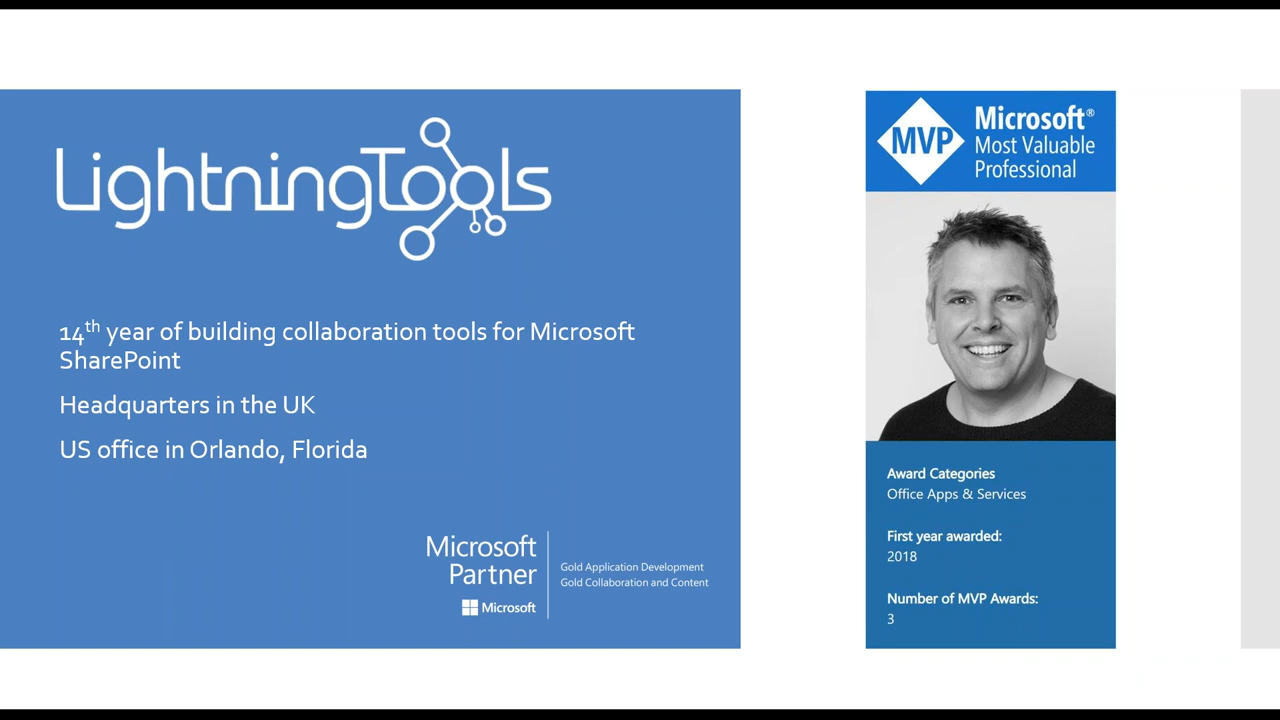 LightningTools
14th year of building collaboration tools for Microsoft
SharePoint
Headquarters in the UK
US office in Orlando, Florida
Microsoft
Partner
Microsoft
Gold Application Development
Gold Collaboration and Content
MVP
Microsoft®
Most Valuable
Professional
Award Categories
Office Apps & Services
First year awarded:
2018
Number of MVP Awards:
3